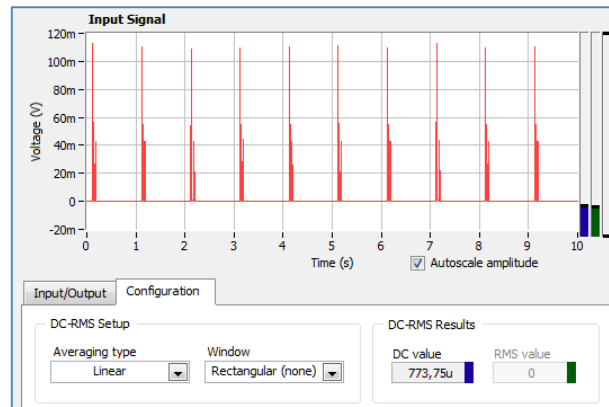 Input Signal
120m
100m
80m
60m
40m
20m
0
-20m
Voltage (V)
0 1 2 3 4 5 6 7 8 9 10
Time (s)
Autoscale amplitude
Input/Output Configuration
DC-RMS Setup DC-RMS Results
Averaging type Window DC value RMS value
Linear Rectangular (none) 773,75u 0